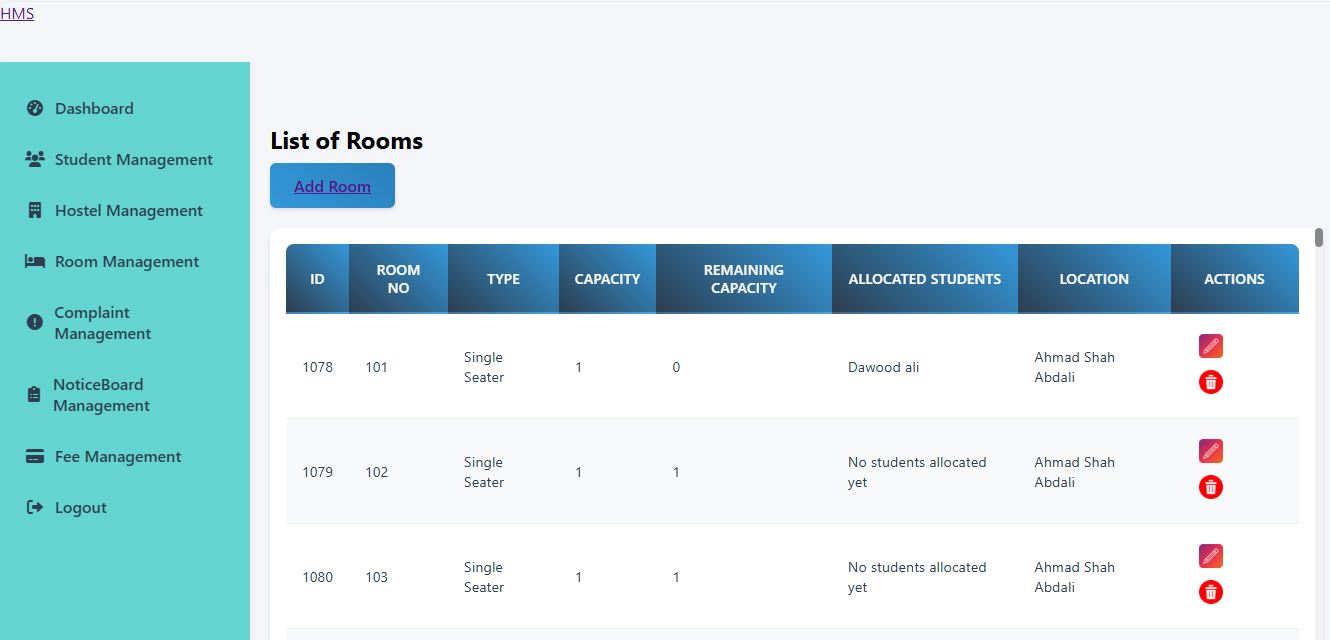 HMS
Dashboard
Student Management
Hostel Management
Room Management
Complaint
Management
NoticeBoard
Management
Fee Management
Logout
List of Rooms
Add Room
ID ROOM NO TYPE CAPACITY REMAINING CAPACITY ALLOCATED STUDENTS LOCATION ACTIONS
1078 101 Single Seater 1 0 Dawood ali Ahmad Shah Abdali
1079 102 Single Seater 1 1 No students allocated yet Ahmad Shah Abdali
1080 103 Single Seater 1 1 No students allocated yet Ahmad Shah Abdali